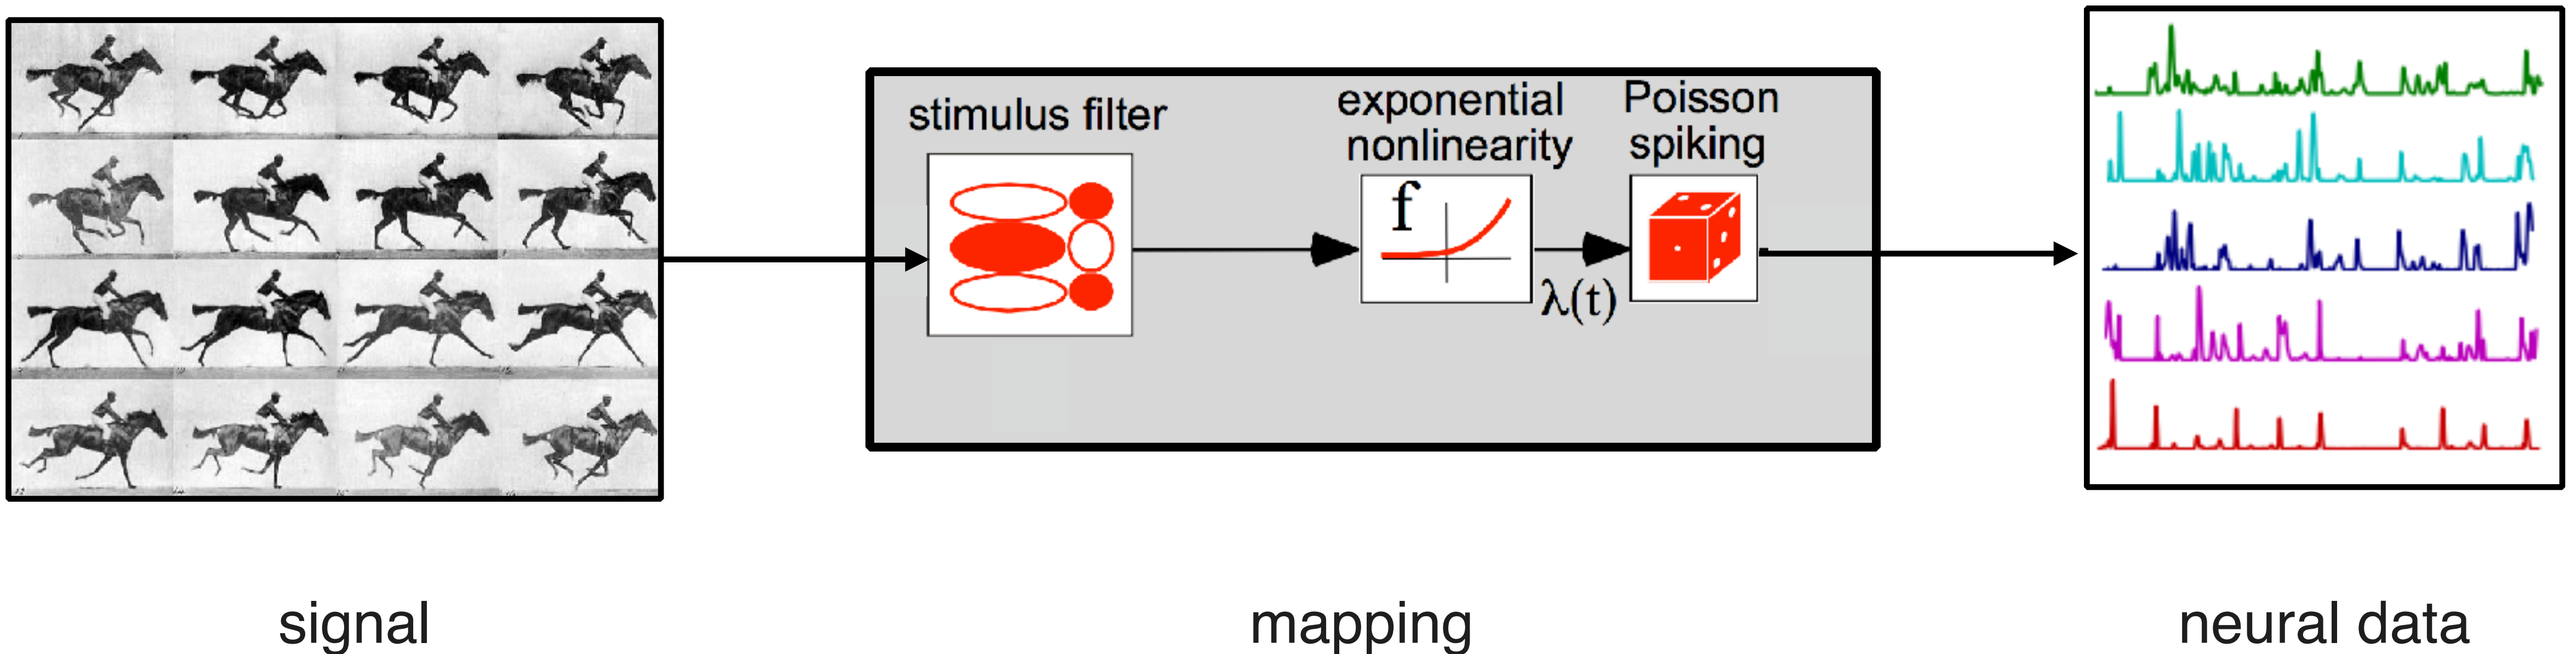 stimulus filter
exponential
nonlinearity
Poisson
spiking
f
λ(t)
signal
mapping
neural data